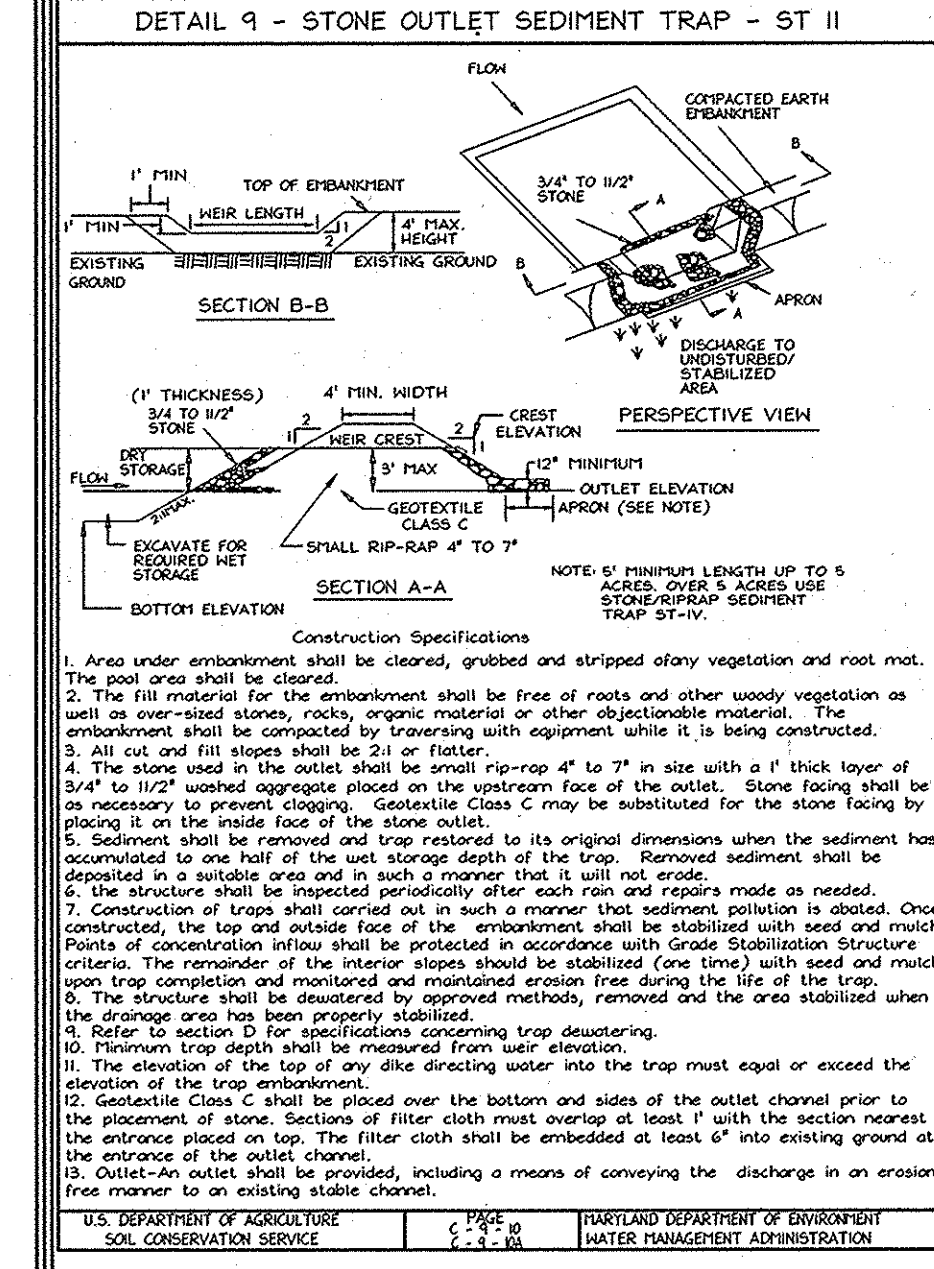 DETAIL 9 - STONE OUTLET SEDIMENT TRAP - ST II
FLOW
COMPACTED EARTH
EMBANKMENT
B
1' MIN
TOP OF EMBANKMENT
3/4" TO 11/2"
STONE
A
WEIR LENGTH
1' MIN
1
2
4' MAX.
HEIGHT
EXISTING
GROUND
EXISTING GROUND
B
SECTION B-B
APRON
A
DISCHARGE TO
UNDISTURBED/
STABILIZED
AREA
PERSPECTIVE VIEW
(1' THICKNESS)
3/4 TO 11/2"
STONE
4' MIN. WIDTH
2
1
WEIR CREST
2
1
CREST
ELEVATION
DRY
STORAGE
FLOW
3' MAX
12" MINIMUM
OUTLET ELEVATION
2:1 MAX.
GEOTEXTILE
CLASS C
APRON (SEE NOTE)
EXCAVATE FOR
REQUIRED WET
STORAGE
SMALL RIP-RAP 4" TO 7"
SECTION A-A
BOTTOM ELEVATION
NOTE: 5' MINIMUM LENGTH UP TO 5
ACRES. OVER 5 ACRES USE
STONE/RIPRAP SEDIMENT
TRAP ST-IV.
Construction Specifications
1. Area under embankment shall be cleared, grubbed and stripped ofany vegetation and root mat.
The pool area shall be cleared.
2. The fill material for the embankment shall be free of roots and other woody vegetation as
well as over-sized stones, rocks, organic material or other objectionable material. The
embankment shall be compacted by traversing with equipment while it is being constructed.
3. All cut and fill slopes shall be 2:1 or flatter.
4. The stone used in the outlet shall be small rip-rap 4" to 7" in size with a 1' thick layer of
3/4" to 11/2" washed aggregate placed on the upstream face of the outlet. Stone facing shall be
as necessary to prevent clogging. Geotextile Class C may be substituted for the stone facing by
placing it on the inside face of the stone outlet.
5. Sediment shall be removed and trap restored to its original dimensions when the sediment has
accumulated to one half of the wet storage depth of the trap. Removed sediment shall be
deposited in a suitable area and in such a manner that it will not erode.
6. the structure shall be inspected periodically after each rain and repairs made as needed.
7. Construction of traps shall carried out in such a manner that sediment pollution is abated. Once
constructed, the top and outside face of the embankment shall be stabilized with seed and mulch
Points of concentration inflow shall be protected in accordance with Grade Stabilization Structure
criteria. The remainder of the interior slopes should be stabilized (one time) with seed and mulch
upon trap completion and monitored and maintained erosion free during the life of the trap.
8. The structure shall be dewatered by approved methods, removed and the area stabilized when
the drainage area has been properly stabilized.
9. Refer to section D for specifications concerning trap dewatering.
10. Minimum trap depth shall be measured from weir elevation.
11. The elevation of the top of any dike directing water into the trap must equal or exceed the
elevation of the trap embankment.
12. Geotextile Class C shall be placed over the bottom and sides of the outlet channel prior to
the placement of stone. Sections of filter cloth must overlap at least 1' with the section nearest
the entrance placed on top. The filter cloth shall be embedded at least 6" into existing ground at
the entrance of the outlet channel.
13. Outlet-An outlet shall be provided, including a means of conveying the discharge in an erosion
free manner to an existing stable channel.
U.S. DEPARTMENT OF AGRICULTURE
SOIL CONSERVATION SERVICE
PAGE
C - 9 - 10
C - 9 - 10A
MARYLAND DEPARTMENT OF ENVIRONMENT
WATER MANAGEMENT ADMINISTRATION